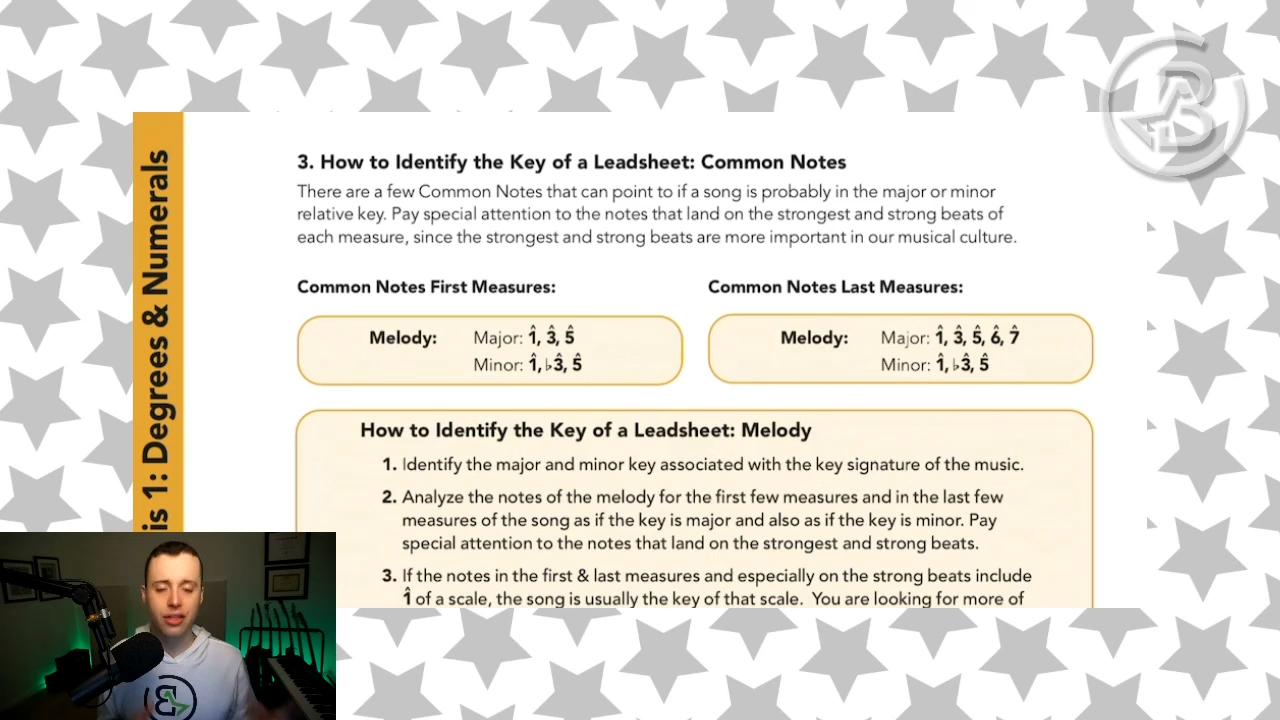 is 1: Degrees & Numerals
3. How to Identify the Key of a Leadsheet: Common Notes
There are a few Common Notes that can point to if a song is probably in the major or minor
relative key. Pay special attention to the notes that land on the strongest and strong beats of
each measure, since the strongest and strong beats are more important in our musical culture.
Common Notes First Measures:
Melody: Major: 1̂, 3̂, 5̂
Minor: 1̂, ♭3̂, 5̂
Common Notes Last Measures:
Melody: Major: 1̂, 3̂, 5̂, 6̂, 7̂
Minor: 1̂, ♭3̂, 5̂
How to Identify the Key of a Leadsheet: Melody
1. Identify the major and minor key associated with the key signature of the music.
2. Analyze the notes of the melody for the first few measures and in the last few
measures of the song as if the key is major and also as if the key is minor. Pay
special attention to the notes that land on the strongest and strong beats.
3. If the notes in the first & last measures and especially on the strong beats include
1̂ of a scale, the song is usually the key of that scale. You are looking for more of